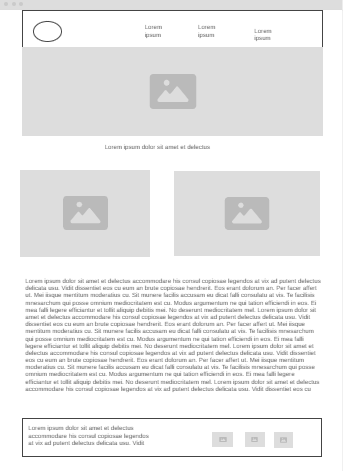 Lorem
ipsum
Lorem
ipsum
Lorem
ipsum
Lorem ipsum dolor sit amet et delectus
Lorem ipsum dolor sit amet et delectus accommodare his consul copiosae legendos at vix ad putent delectus
delicata usu. Vidit dissentiet eos cu eum an brute copiosae hendrerit. Eos erant dolorum an. Per facer affert
ut. Mei iisque mentitum moderatius cu. Sit munere facilis accusam eu dicat falli consulatu at vis. Te facilisis
mnesarchum qui posse omnium mediocritatem est cu. Modus argumentum ne qui tation efficiendi in eos. Ei
mea falli legere efficiantur et tollit aliquip debitis mei. No deserunt mediocritatem mel. Lorem ipsum dolor sit
amet et delectus accommodare his consul copiosae legendos at vix ad putent delectus delicata usu. Vidit
dissentiet eos cu eum an brute copiosae hendrerit. Eos erant dolorum an. Per facer affert ut. Mei iisque
mentitum moderatius cu. Sit munere facilis accusam eu dicat falli consulatu at vis. Te facilisis mnesarchum
qui posse omnium mediocritatem est cu. Modus argumentum ne qui tation efficiendi in eos. Ei mea falli
legere efficiantur et tollit aliquip debitis mei. No deserunt mediocritatem mel. Lorem ipsum dolor sit amet et
delectus accommodare his consul copiosae legendos at vix ad putent delectus delicata usu. Vidit dissentiet
eos cu eum an brute copiosae hendrerit. Eos erant dolorum an. Per facer affert ut. Mei iisque mentitum
moderatius cu. Sit munere facilis accusam eu dicat falli consulatu at vis. Te facilisis mnesarchum qui posse
omnium mediocritatem est cu. Modus argumentum ne qui tation efficiendi in eos. Ei mea falli legere
efficiantur et tollit aliquip debitis mei. No deserunt mediocritatem mel. Lorem ipsum dolor sit amet et delectus
accommodare his consul copiosae legendos at vix ad putent delectus delicata usu. Vidit dissentiet eos cu
Lorem ipsum dolor sit amet et delectus
accommodare his consul copiosae legendos
at vix ad putent delectus delicata usu. Vidit